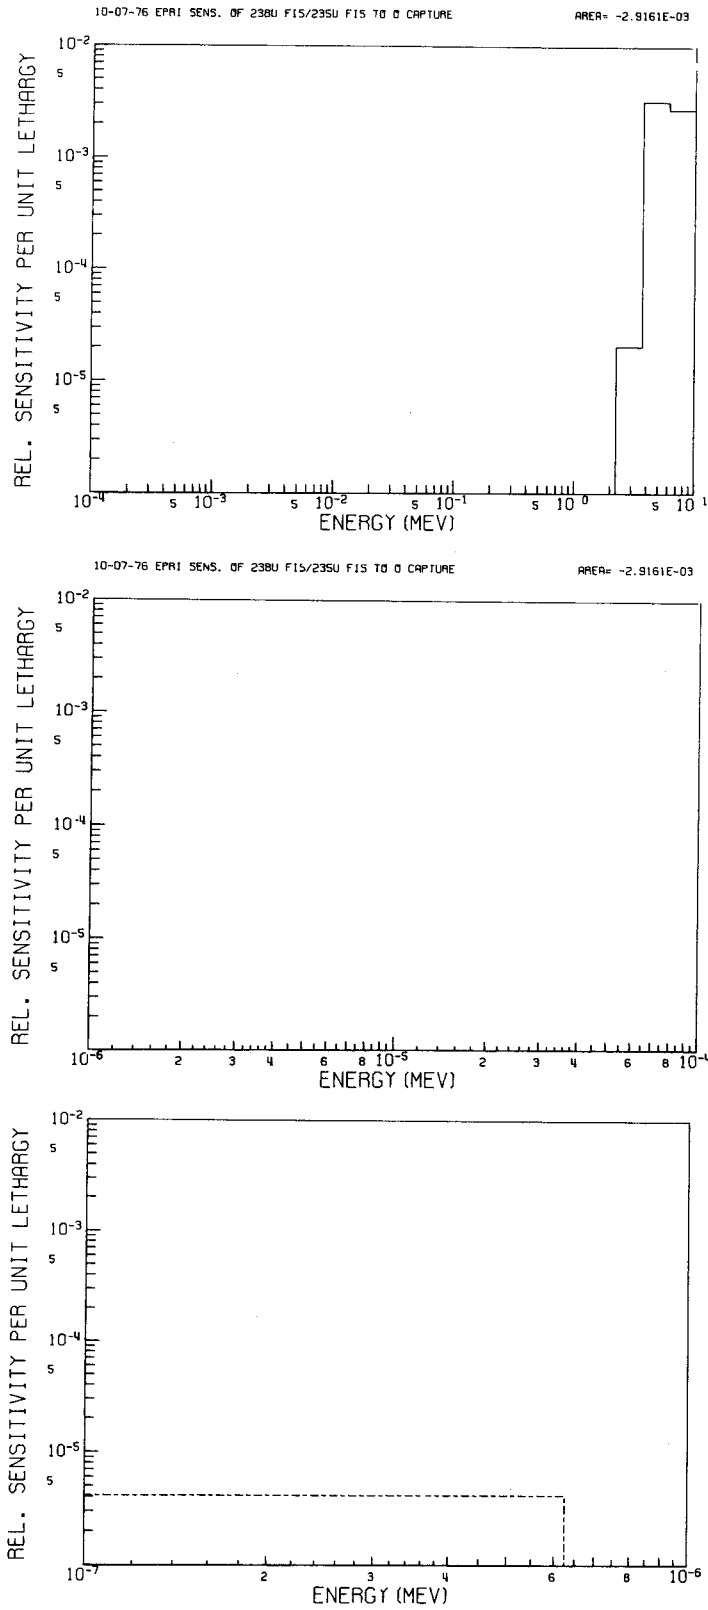 10-07-76 EPRI SENS. OF 238U FIS/235U FIS TO O CAPTURE AREA= -2.9161E-03
REL. SENSITIVITY PER UNIT LETHARGY
10-2
5
10-3
5
10-4
5
10-5
5
10-4 5 10-3 5 10-2 5 10-1 5 10 0 5 10 1
ENERGY (MEV)
10-07-76 EPRI SENS. OF 238U FIS/235U FIS TO O CAPTURE AREA= -2.9161E-03
REL. SENSITIVITY PER UNIT LETHARGY
10-2
5
10-3
5
10-4
5
10-5
5
10-6 2 3 4 6 8 10-5 2 3 4 6 8 10-4
ENERGY (MEV)
REL. SENSITIVITY PER UNIT LETHARGY
10-2
5
10-3
5
10-4
5
10-5
5
10-7 2 3 4 6 8 10-6
ENERGY (MEV)